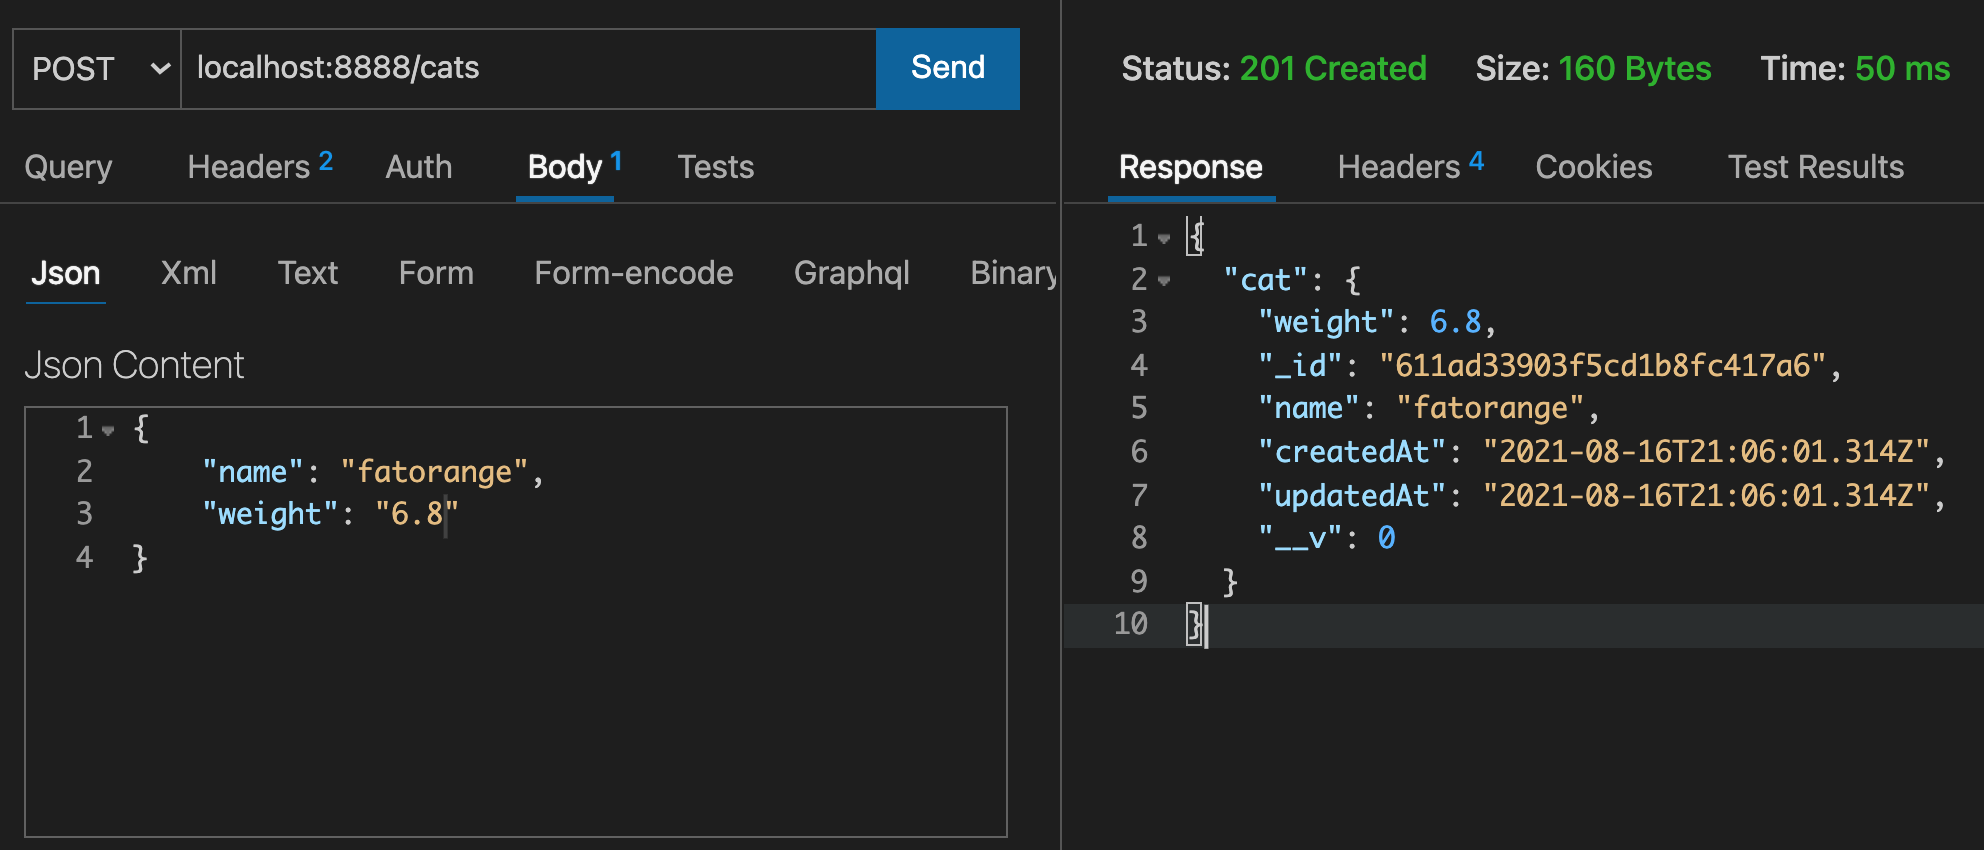 POST localhost:8888/cats Send
Query Headers 2 Auth Body 1 Tests
Json Xml Text Form Form-encode Graphql Binary
Json Content
1 {
2 "name": "fatorange",
3 "weight": "6.8"
4 }
Status: 201 Created Size: 160 Bytes Time: 50 ms
Response Headers 4 Cookies Test Results
1 {
2 "cat": {
3 "weight": 6.8,
4 "_id": "611ad33903f5cd1b8fc417a6",
5 "name": "fatorange",
6 "createdAt": "2021-08-16T21:06:01.314Z",
7 "updatedAt": "2021-08-16T21:06:01.314Z",
8 "__v": 0
9 }
10 }